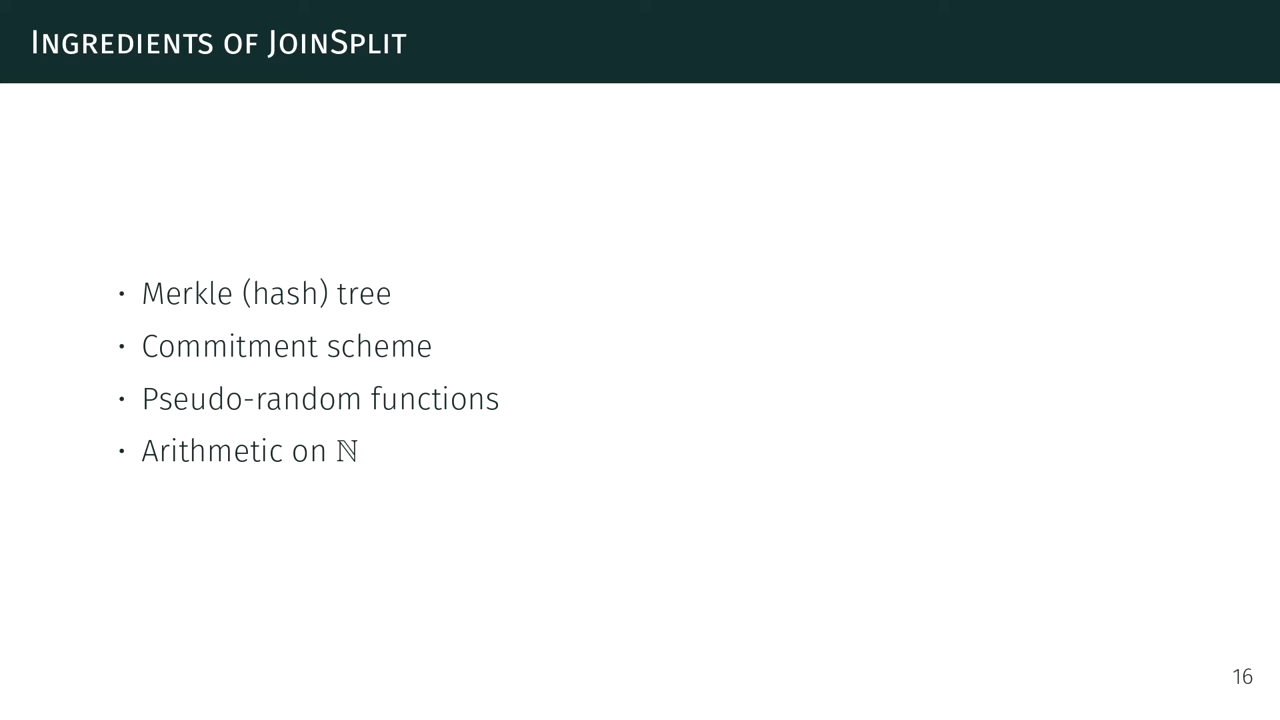 Ingredients of JoinSplit
• Merkle (hash) tree
• Commitment scheme
• Pseudo-random functions
• Arithmetic on ℕ
16